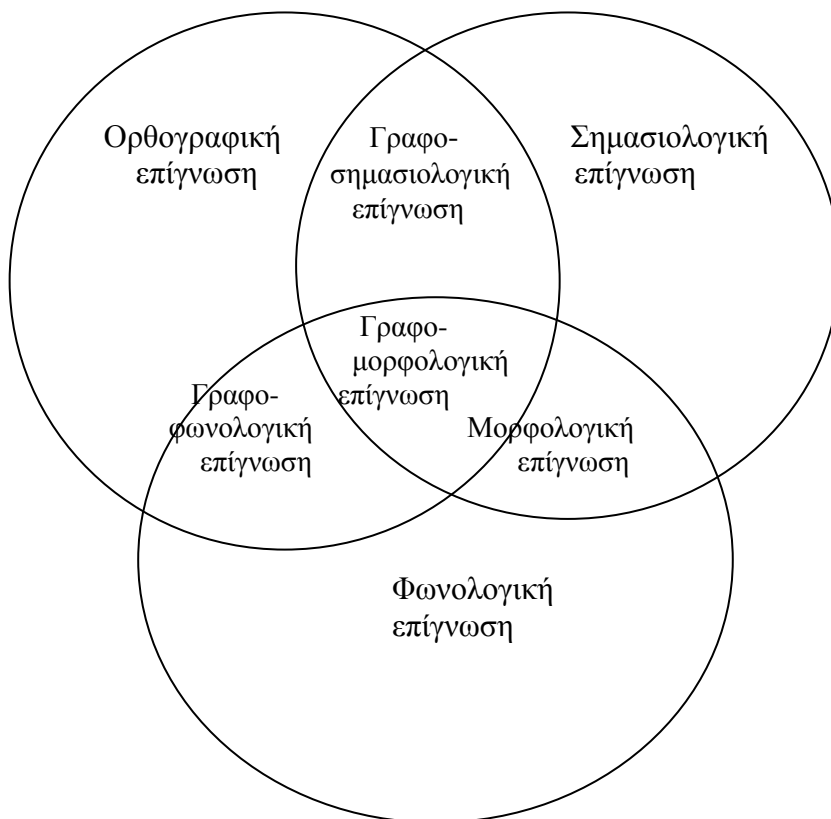 Ορθογραφική
επίγνωση
Γραφο-
σημασιολογική
επίγνωση
Σημασιολογική
επίγνωση
Γραφο-
μορφολογική
επίγνωση
Γραφο-
φωνολογική
επίγνωση
Μορφολογική
επίγνωση
Φωνολογική
επίγνωση